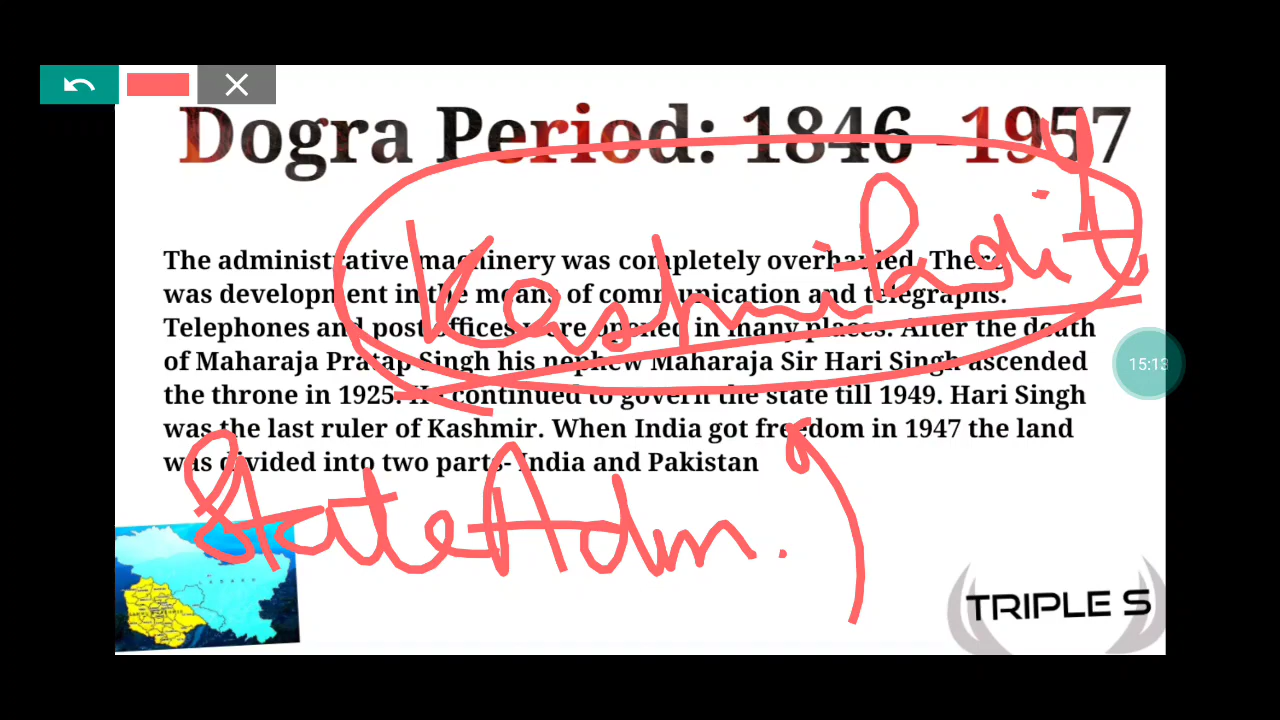 Dogra Period: 1846 -1957
Kashmiri Pandit
The administrative machinery was completely overhauled. There
was development in the means of communication and telegraphs.
Telephones and post offices were opened in many places. After the death
of Maharaja Pratap Singh his nephew Maharaja Sir Hari Singh ascended
the throne in 1925. He continued to govern the state till 1949. Hari Singh
was the last ruler of Kashmir. When India got freedom in 1947 the land
was divided into two parts- India and Pakistan
State Adm.
TRIPLE S
15:13